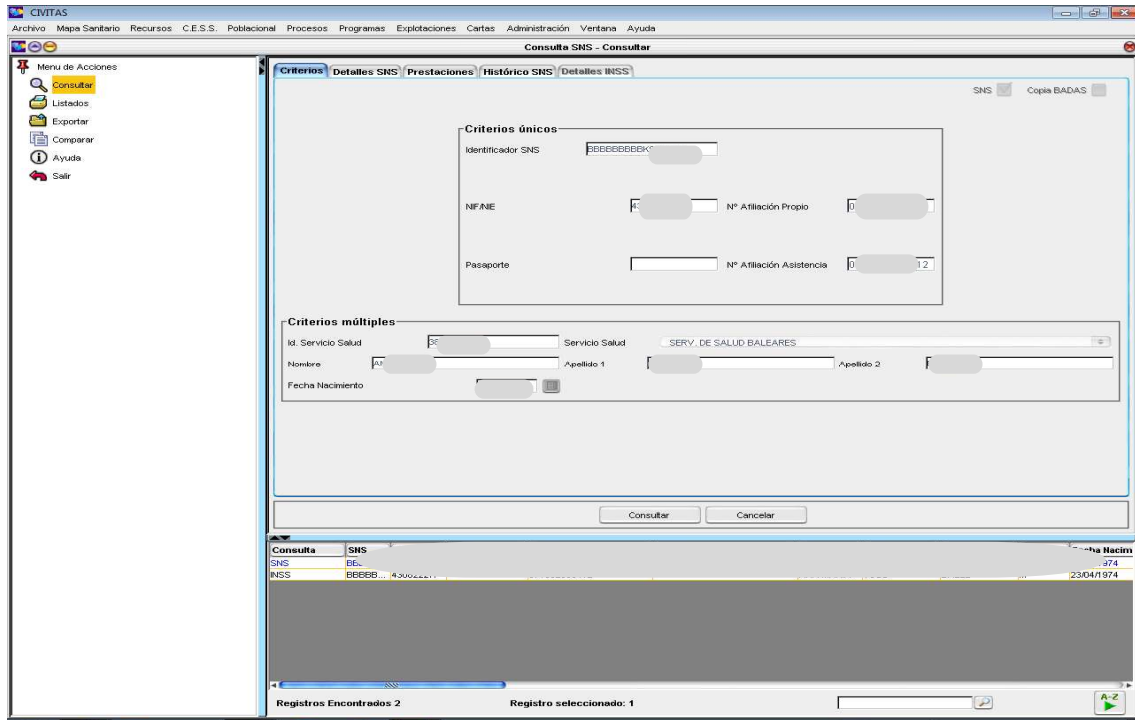 CIVITAS
Archivo Mapa Sanitario Recursos C.E.S.S. Poblacional Procesos Programas Explotaciones Cartas Administración Ventana Ayuda
Consulta SNS - Consultar
Menu de Acciones
Consultar
Listados
Exportar
Comparar
Ayuda
Salir
Criterios Detalles SNS Prestaciones Histórico SNS Detalles INSS
SNS Copia BADAS
Criterios únicos
Identificador SNS
NIF/NIE Nº Afiliación Propio
Pasaporte Nº Afiliación Asistencia 12
Criterios múltiples
Id. Servicio Salud 38 Servicio Salud SERV. DE SALUD BALEARES
Nombre Apellido 1 Apellido 2
Fecha Nacimiento
Consultar Cancelar
Consulta SNS
SNS
INSS BBBBB... 23/04/1974
Registros Encontrados 2 Registro seleccionado: 1
A-Z